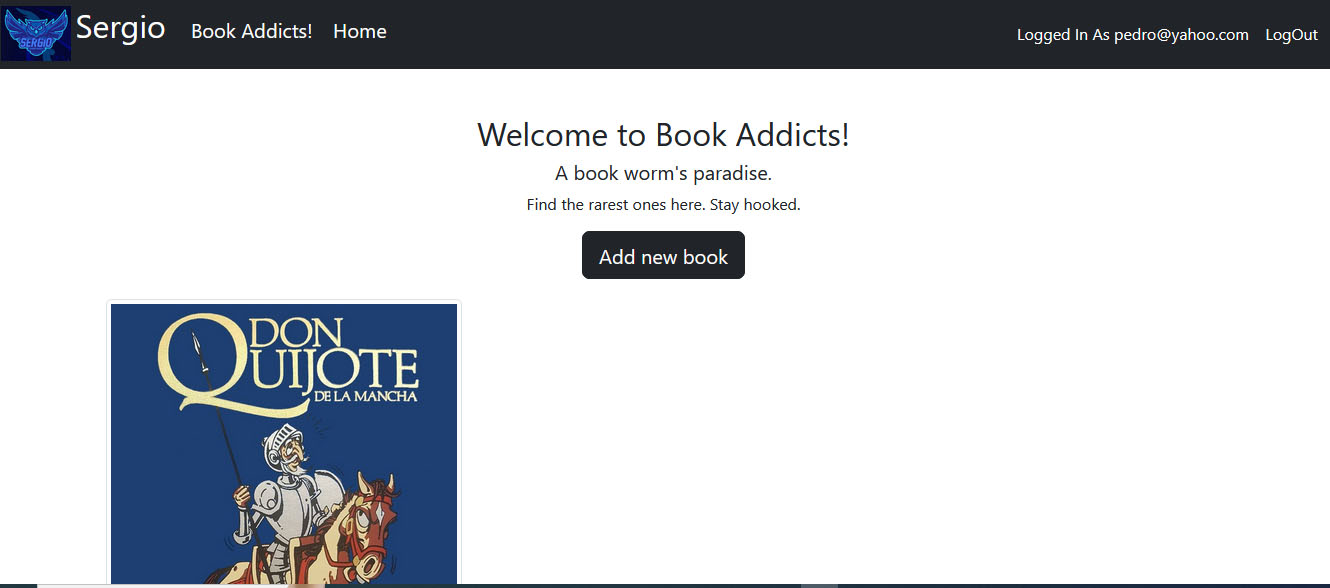 SERGIO
Sergio
Book Addicts!
Home
Logged In As pedro@yahoo.com
LogOut
Welcome to Book Addicts!
A book worm's paradise.
Find the rarest ones here. Stay hooked.
Add new book
DON
QUIJOTE
DE LA MANCHA